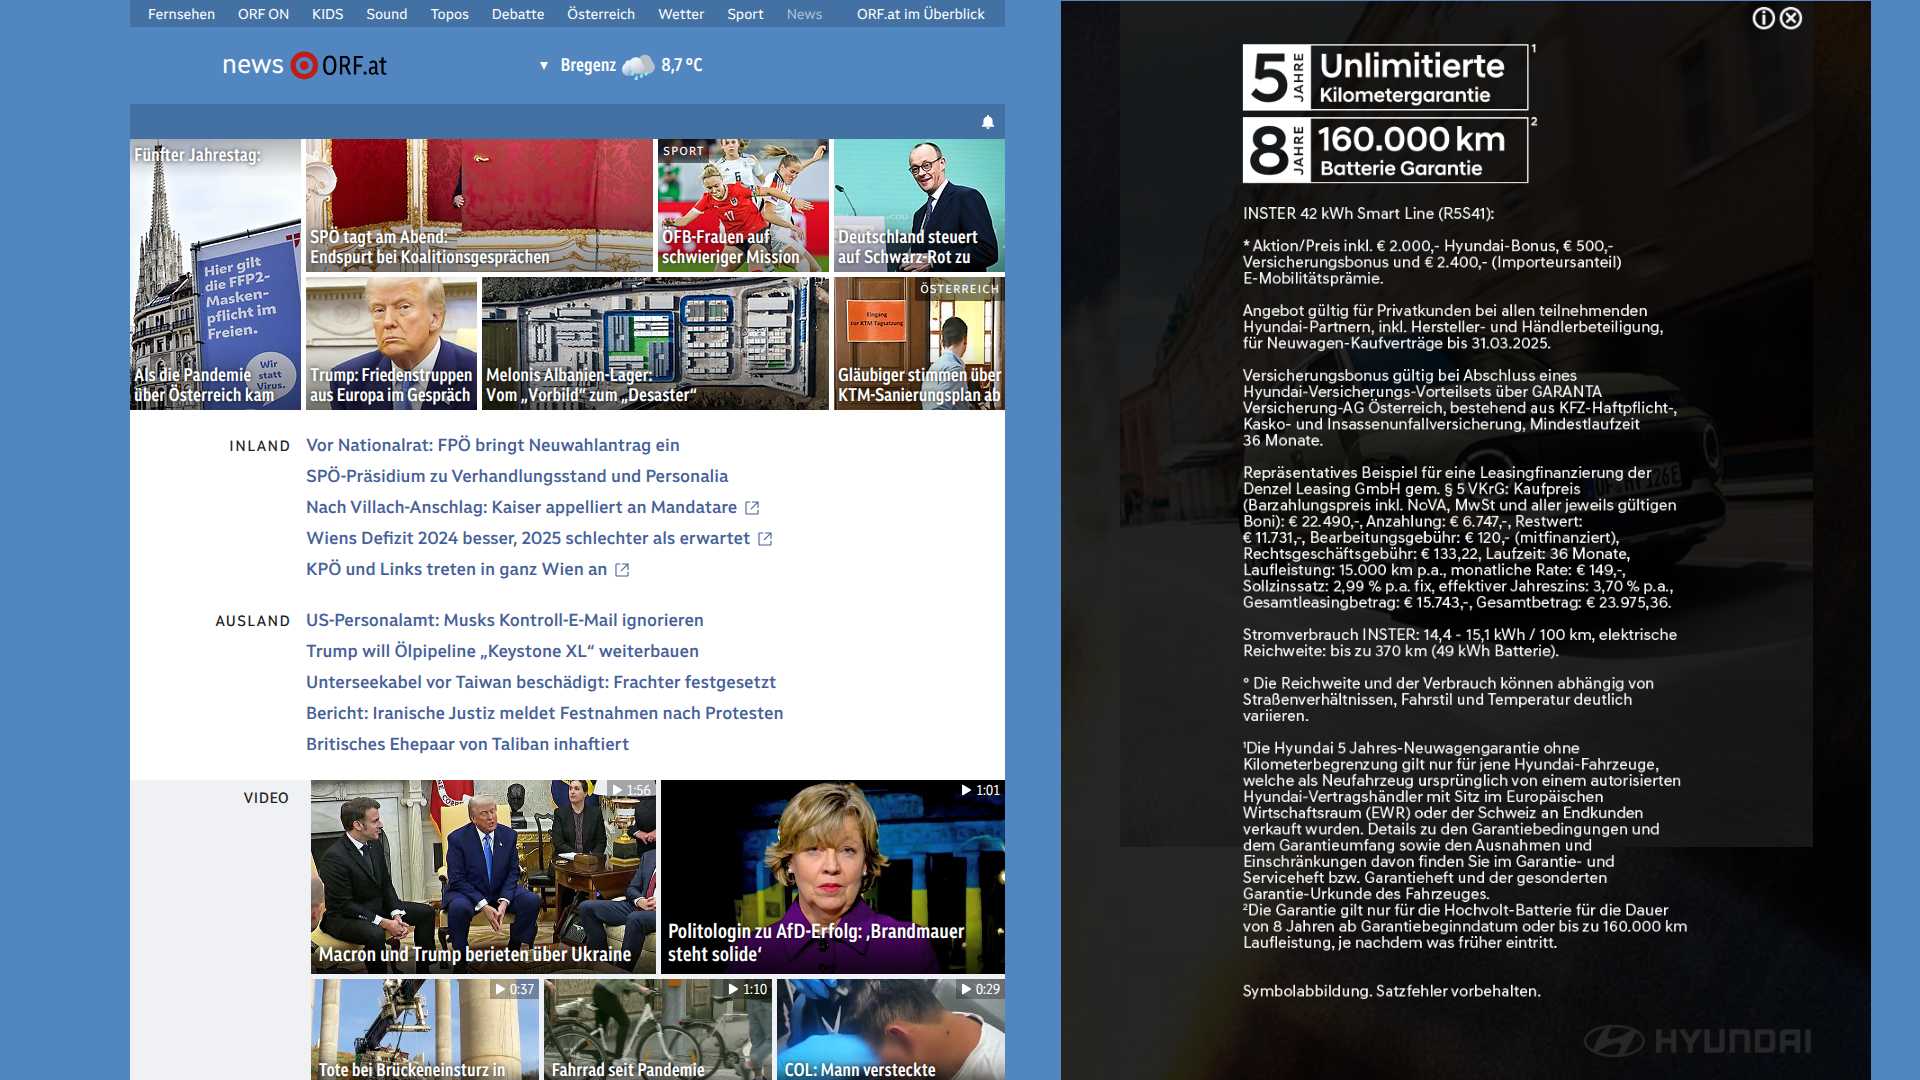 Fernsehen ORF ON KIDS Sound Topos Debatte Österreich Wetter Sport News ORF.at im Überblick
news ORF.at
Bregenz 8,7 °C
Fünfter Jahrestag:
Hier gilt
die FFP2-
Masken-
pflicht im
Freien.
Wir
statt
Virus.
Als die Pandemie
über Österreich kam
SPÖ tagt am Abend:
Endspurt bei Koalitionsgesprächen
SPORT
6
17
ÖFB-Frauen auf
schwieriger Mission
Deutschland steuert
auf Schwarz-Rot zu
Trump: Friedenstruppen
aus Europa im Gespräch
Melonis Albanien-Lager:
Vom „Vorbild“ zum „Desaster“
ÖSTERREICH
Eingang
zur KTM Tagsatzung
Gläubiger stimmen über
KTM-Sanierungsplan ab
INLAND
Vor Nationalrat: FPÖ bringt Neuwahlantrag ein
SPÖ-Präsidium zu Verhandlungsstand und Personalia
Nach Villach-Anschlag: Kaiser appelliert an Mandatare
Wiens Defizit 2024 besser, 2025 schlechter als erwartet
KPÖ und Links treten in ganz Wien an
AUSLAND
US-Personalamt: Musks Kontroll-E-Mail ignorieren
Trump will Ölpipeline „Keystone XL“ weiterbauen
Unterseekabel vor Taiwan beschädigt: Frachter festgesetzt
Bericht: Iranische Justiz meldet Festnahmen nach Protesten
Britisches Ehepaar von Taliban inhaftiert
VIDEO
1:56
Macron und Trump berieten über Ukraine
1:01
Politologin zu AfD-Erfolg: ‚Brandmauer
steht solide‘
0:37
Tote bei Brückeneinsturz in
1:10
Fahrrad seit Pandemie
0:29
COL: Mann versteckte
5 JAHRE Unlimitierte Kilometergarantie 1
8 JAHRE 160.000 km Batterie Garantie 2
INSTER 42 kWh Smart Line (R5S41):
* Aktion/Preis inkl. € 2.000,- Hyundai-Bonus, € 500,-
Versicherungsbonus und € 2.400,- (Importeursanteil)
E-Mobilitätsprämie.
Angebot gültig für Privatkunden bei allen teilnehmenden
Hyundai-Partnern, inkl. Hersteller- und Händlerbeteiligung,
für Neuwagen-Kaufverträge bis 31.03.2025.
Versicherungsbonus gültig bei Abschluss eines
Hyundai-Versicherungs-Vorteilsets über GARANTA
Versicherung-AG Österreich, bestehend aus KFZ-Haftpflicht-,
Kasko- und Insassenunfallversicherung, Mindestlaufzeit
36 Monate.
Repräsentatives Beispiel für eine Leasingfinanzierung der
Denzel Leasing GmbH gem. § 5 VKrG: Kaufpreis
(Barzahlungspreis inkl. NoVA, MwSt und aller jeweils gültigen
Boni): € 22.490,-, Anzahlung: € 6.747,-, Restwert:
€ 11.731,-, Bearbeitungsgebühr: € 120,- (mitfinanziert),
Rechtsgeschäftsgebühr: € 133,22, Laufzeit: 36 Monate,
Laufleistung: 15.000 km p.a., monatliche Rate: € 149,-,
Sollzinssatz: 2,99 % p.a. fix, effektiver Jahreszins: 3,70 % p.a.,
Gesamtleasingbetrag: € 15.743,-, Gesamtbetrag: € 23.975,36.
Stromverbrauch INSTER: 14,4 - 15,1 kWh / 100 km, elektrische
Reichweite: bis zu 370 km (49 kWh Batterie).
° Die Reichweite und der Verbrauch können abhängig von
Straßenverhältnissen, Fahrstil und Temperatur deutlich
variieren.
¹Die Hyundai 5 Jahres-Neuwagengarantie ohne
Kilometerbegrenzung gilt nur für jene Hyundai-Fahrzeuge,
welche als Neufahrzeug ursprünglich von einem autorisierten
Hyundai-Vertragshändler mit Sitz im Europäischen
Wirtschaftsraum (EWR) oder der Schweiz an Endkunden
verkauft wurden. Details zu den Garantiebedingungen und
dem Garantieumfang sowie den Ausnahmen und
Einschränkungen davon finden Sie im Garantie- und
Serviceheft bzw. Garantieheft und der gesonderten
Garantie-Urkunde des Fahrzeuges.
²Die Garantie gilt nur für die Hochvolt-Batterie für die Dauer
von 8 Jahren ab Garantiebeginndatum oder bis zu 160.000 km
Laufleistung, je nachdem was früher eintritt.
Symbolabbildung. Satzfehler vorbehalten.
HYUNDAI